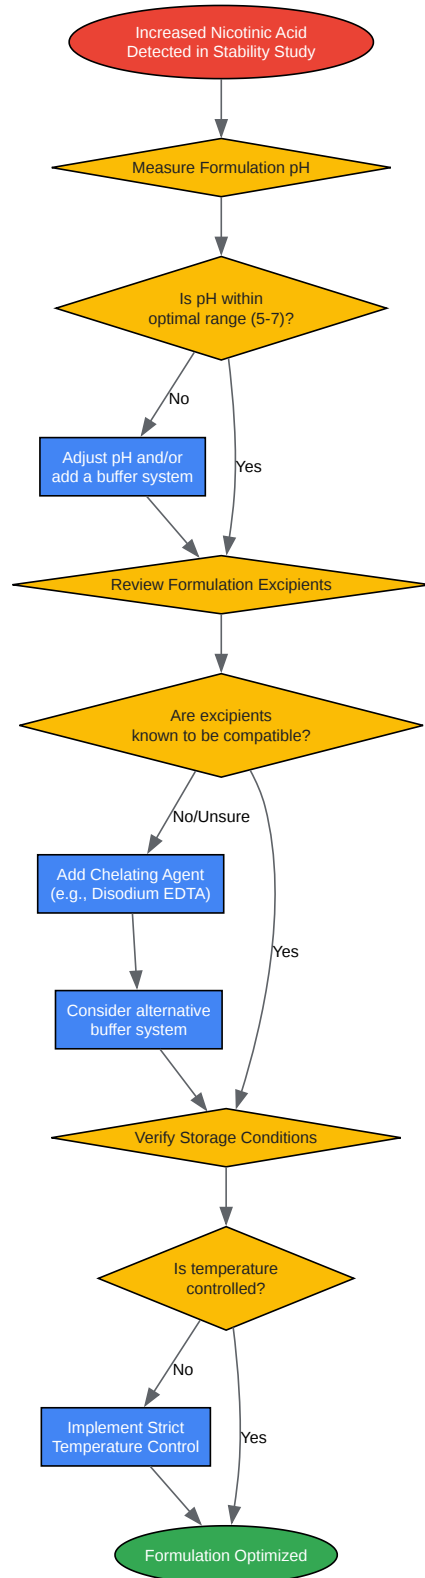 Increased Nicotinic Acid
Detected in Stability Study
Measure Formulation pH
Is pH within
optimal range (5-7)?
No
Adjust pH and/or
add a buffer system
Yes
Review Formulation Excipients
Are excipients
known to be compatible?
No/Unsure
Add Chelating Agent
(e.g., Disodium EDTA)
Yes
Consider alternative
buffer system
Verify Storage Conditions
Is temperature
controlled?
No
Implement Strict
Temperature Control
Yes
Formulation Optimized